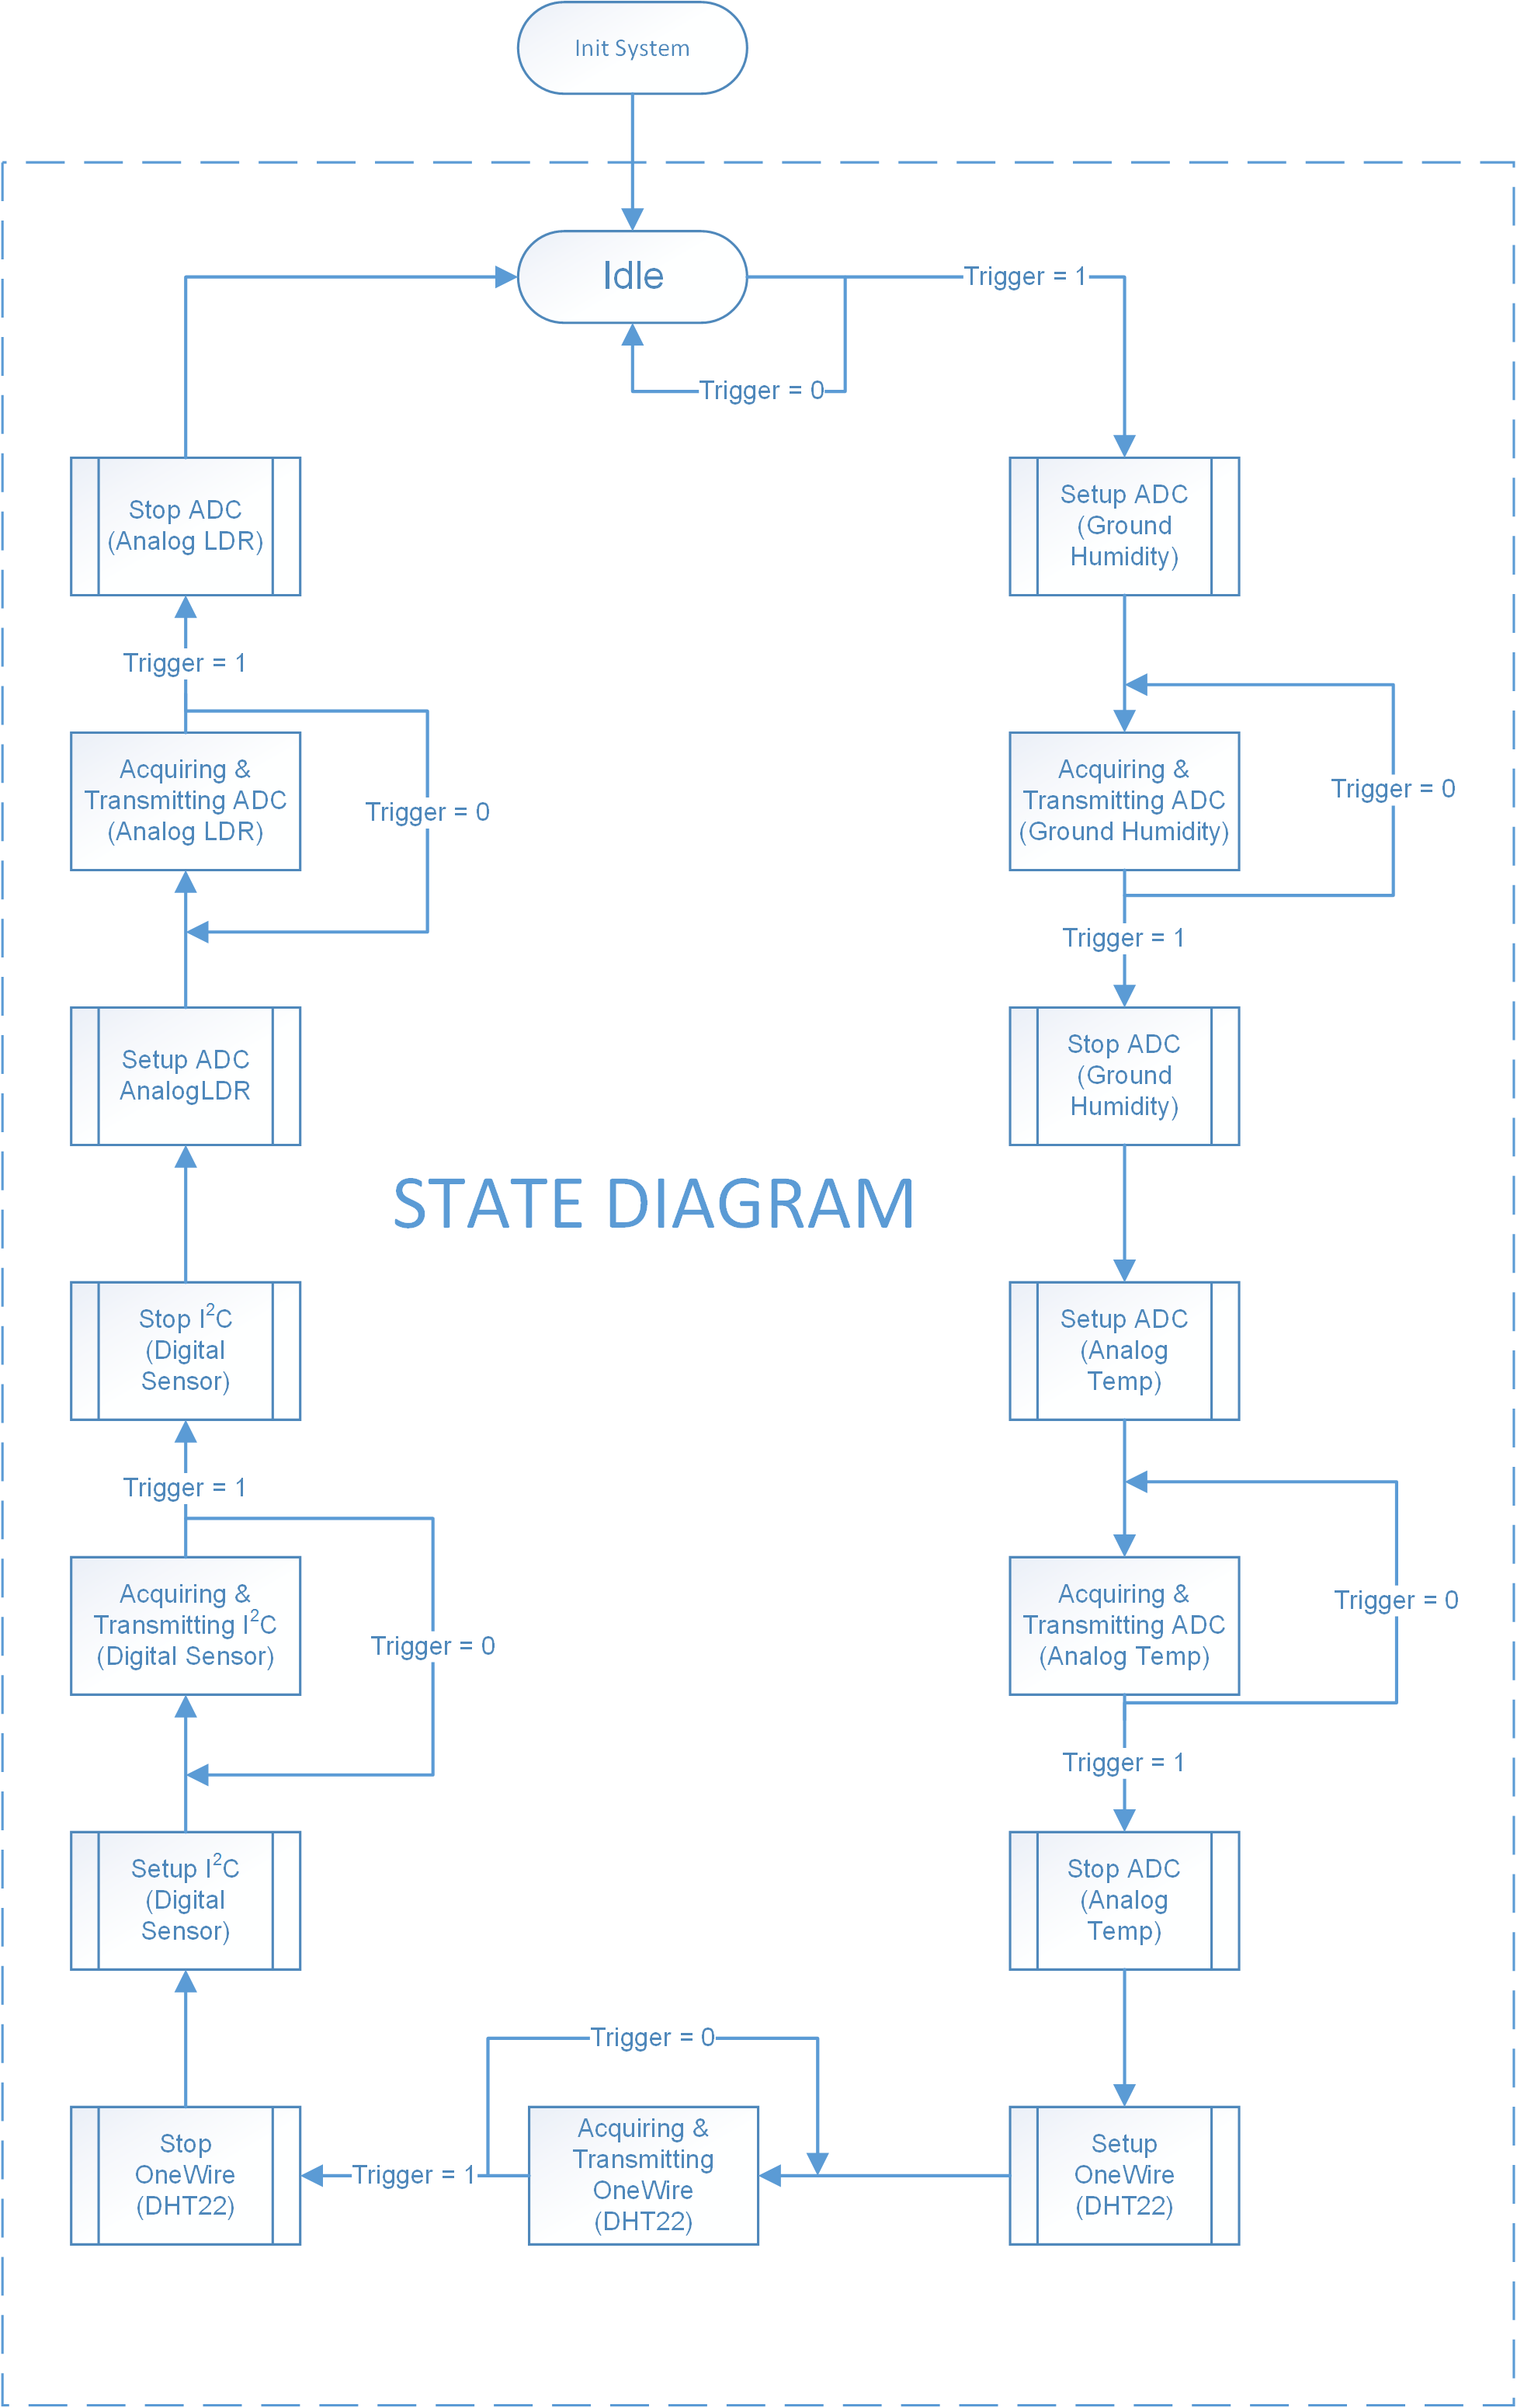 Init System
Idle
Trigger = 1
Trigger = 0
Setup ADC
(Ground
Humidity)
Acquiring &
Transmitting ADC
(Ground Humidity)
Trigger = 0
Trigger = 1
Stop ADC
(Ground
Humidity)
Setup ADC
(Analog
Temp)
Acquiring &
Transmitting ADC
(Analog Temp)
Trigger = 0
Trigger = 1
Stop ADC
(Analog
Temp)
Setup
OneWire
(DHT22)
Trigger = 0
Acquiring &
Transmitting
OneWire
(DHT22)
Trigger = 1
Stop
OneWire
(DHT22)
Setup I²C
(Digital
Sensor)
Acquiring &
Transmitting I²C
(Digital Sensor)
Trigger = 0
Trigger = 1
Stop I²C
(Digital
Sensor)
Setup ADC
AnalogLDR
Acquiring &
Transmitting ADC
(Analog LDR)
Trigger = 0
Trigger = 1
Stop ADC
(Analog LDR)
STATE DIAGRAM